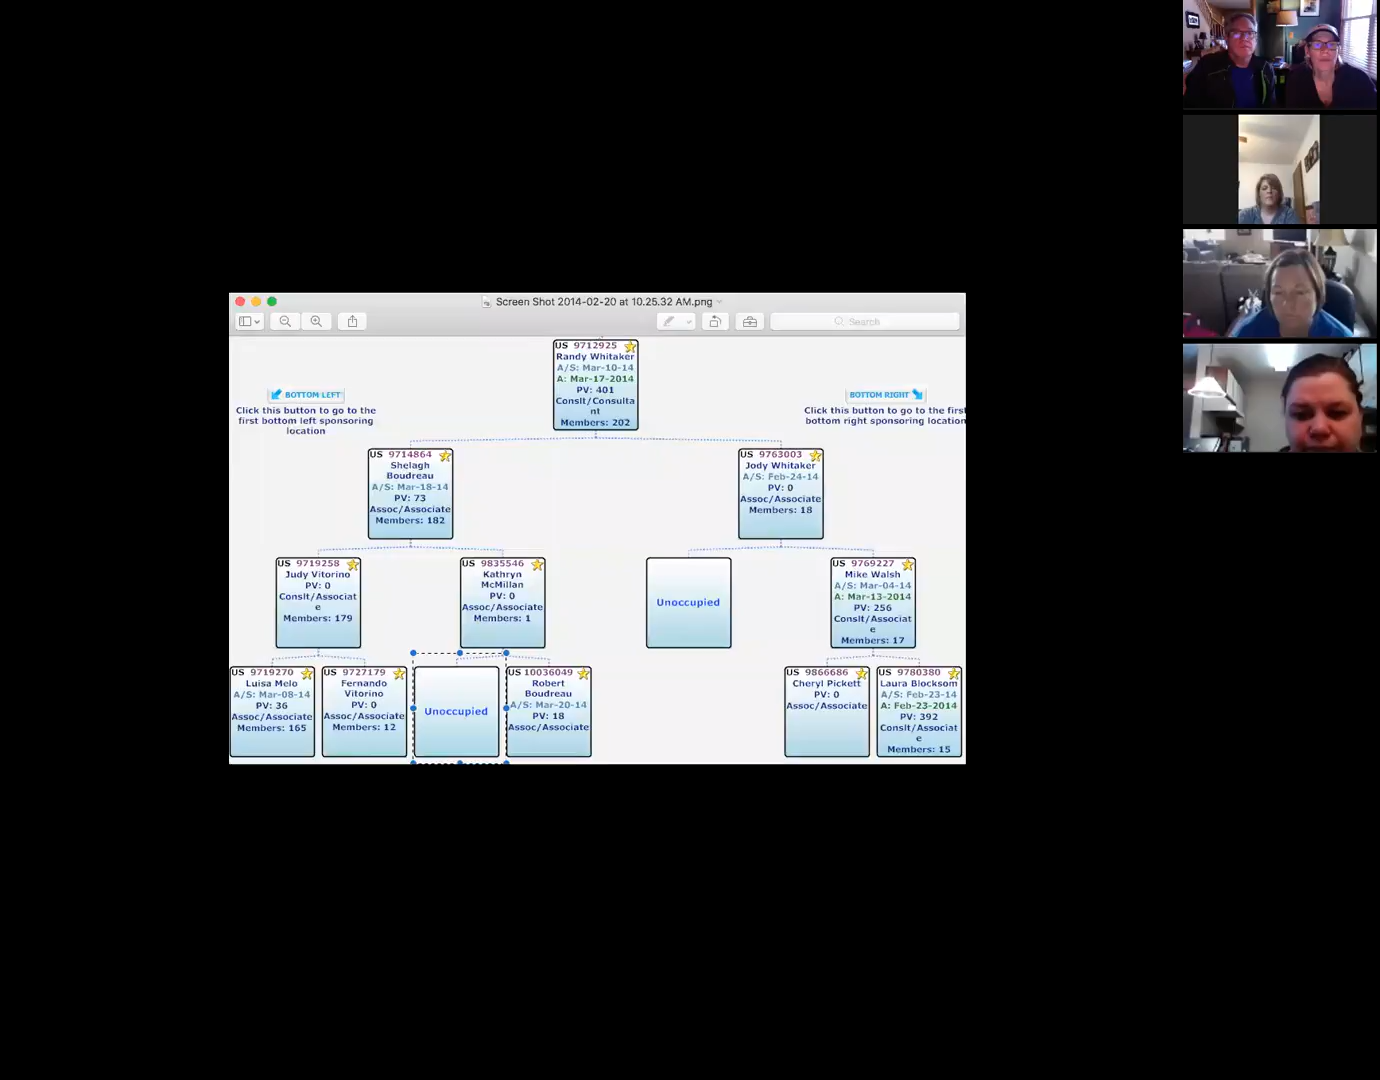 Screen Shot 2014-02-20 at 10.25.32 AM.png
Search
US 9712925
Randy Whitaker
A/S: Mar-10-14
A: Mar-17-2014
PV: 401
Conslt/Consulta
nt
Members: 202
BOTTOM LEFT
Click this button to go to the
first bottom left sponsoring
location
BOTTOM RIGHT
Click this button to go to the first
bottom right sponsoring location
US 9714864
Shelagh
Boudreau
A/S: Mar-18-14
PV: 73
Assoc/Associate
Members: 182
US 9763003
Jody Whitaker
A/S: Feb-24-14
PV: 0
Assoc/Associate
Members: 18
US 9719258
Judy Vitorino
PV: 0
Conslt/Associat
e
Members: 179
US 9835546
Kathryn
McMillan
PV: 0
Assoc/Associate
Members: 1
Unoccupied
US 9769227
Mike Walsh
A/S: Mar-04-14
A: Mar-13-2014
PV: 256
Conslt/Associat
e
Members: 17
US 9719270
Luisa Melo
A/S: Mar-08-14
PV: 36
Assoc/Associate
Members: 165
US 9727179
Fernando
Vitorino
PV: 0
Assoc/Associate
Members: 12
Unoccupied
US 10036049
Robert
Boudreau
A/S: Mar-20-14
PV: 18
Assoc/Associate
US 9866686
Cheryl Pickett
PV: 0
Assoc/Associate
US 9780380
Laura Blocksom
A/S: Feb-23-14
A: Feb-23-2014
PV: 392
Conslt/Associat
e
Members: 15